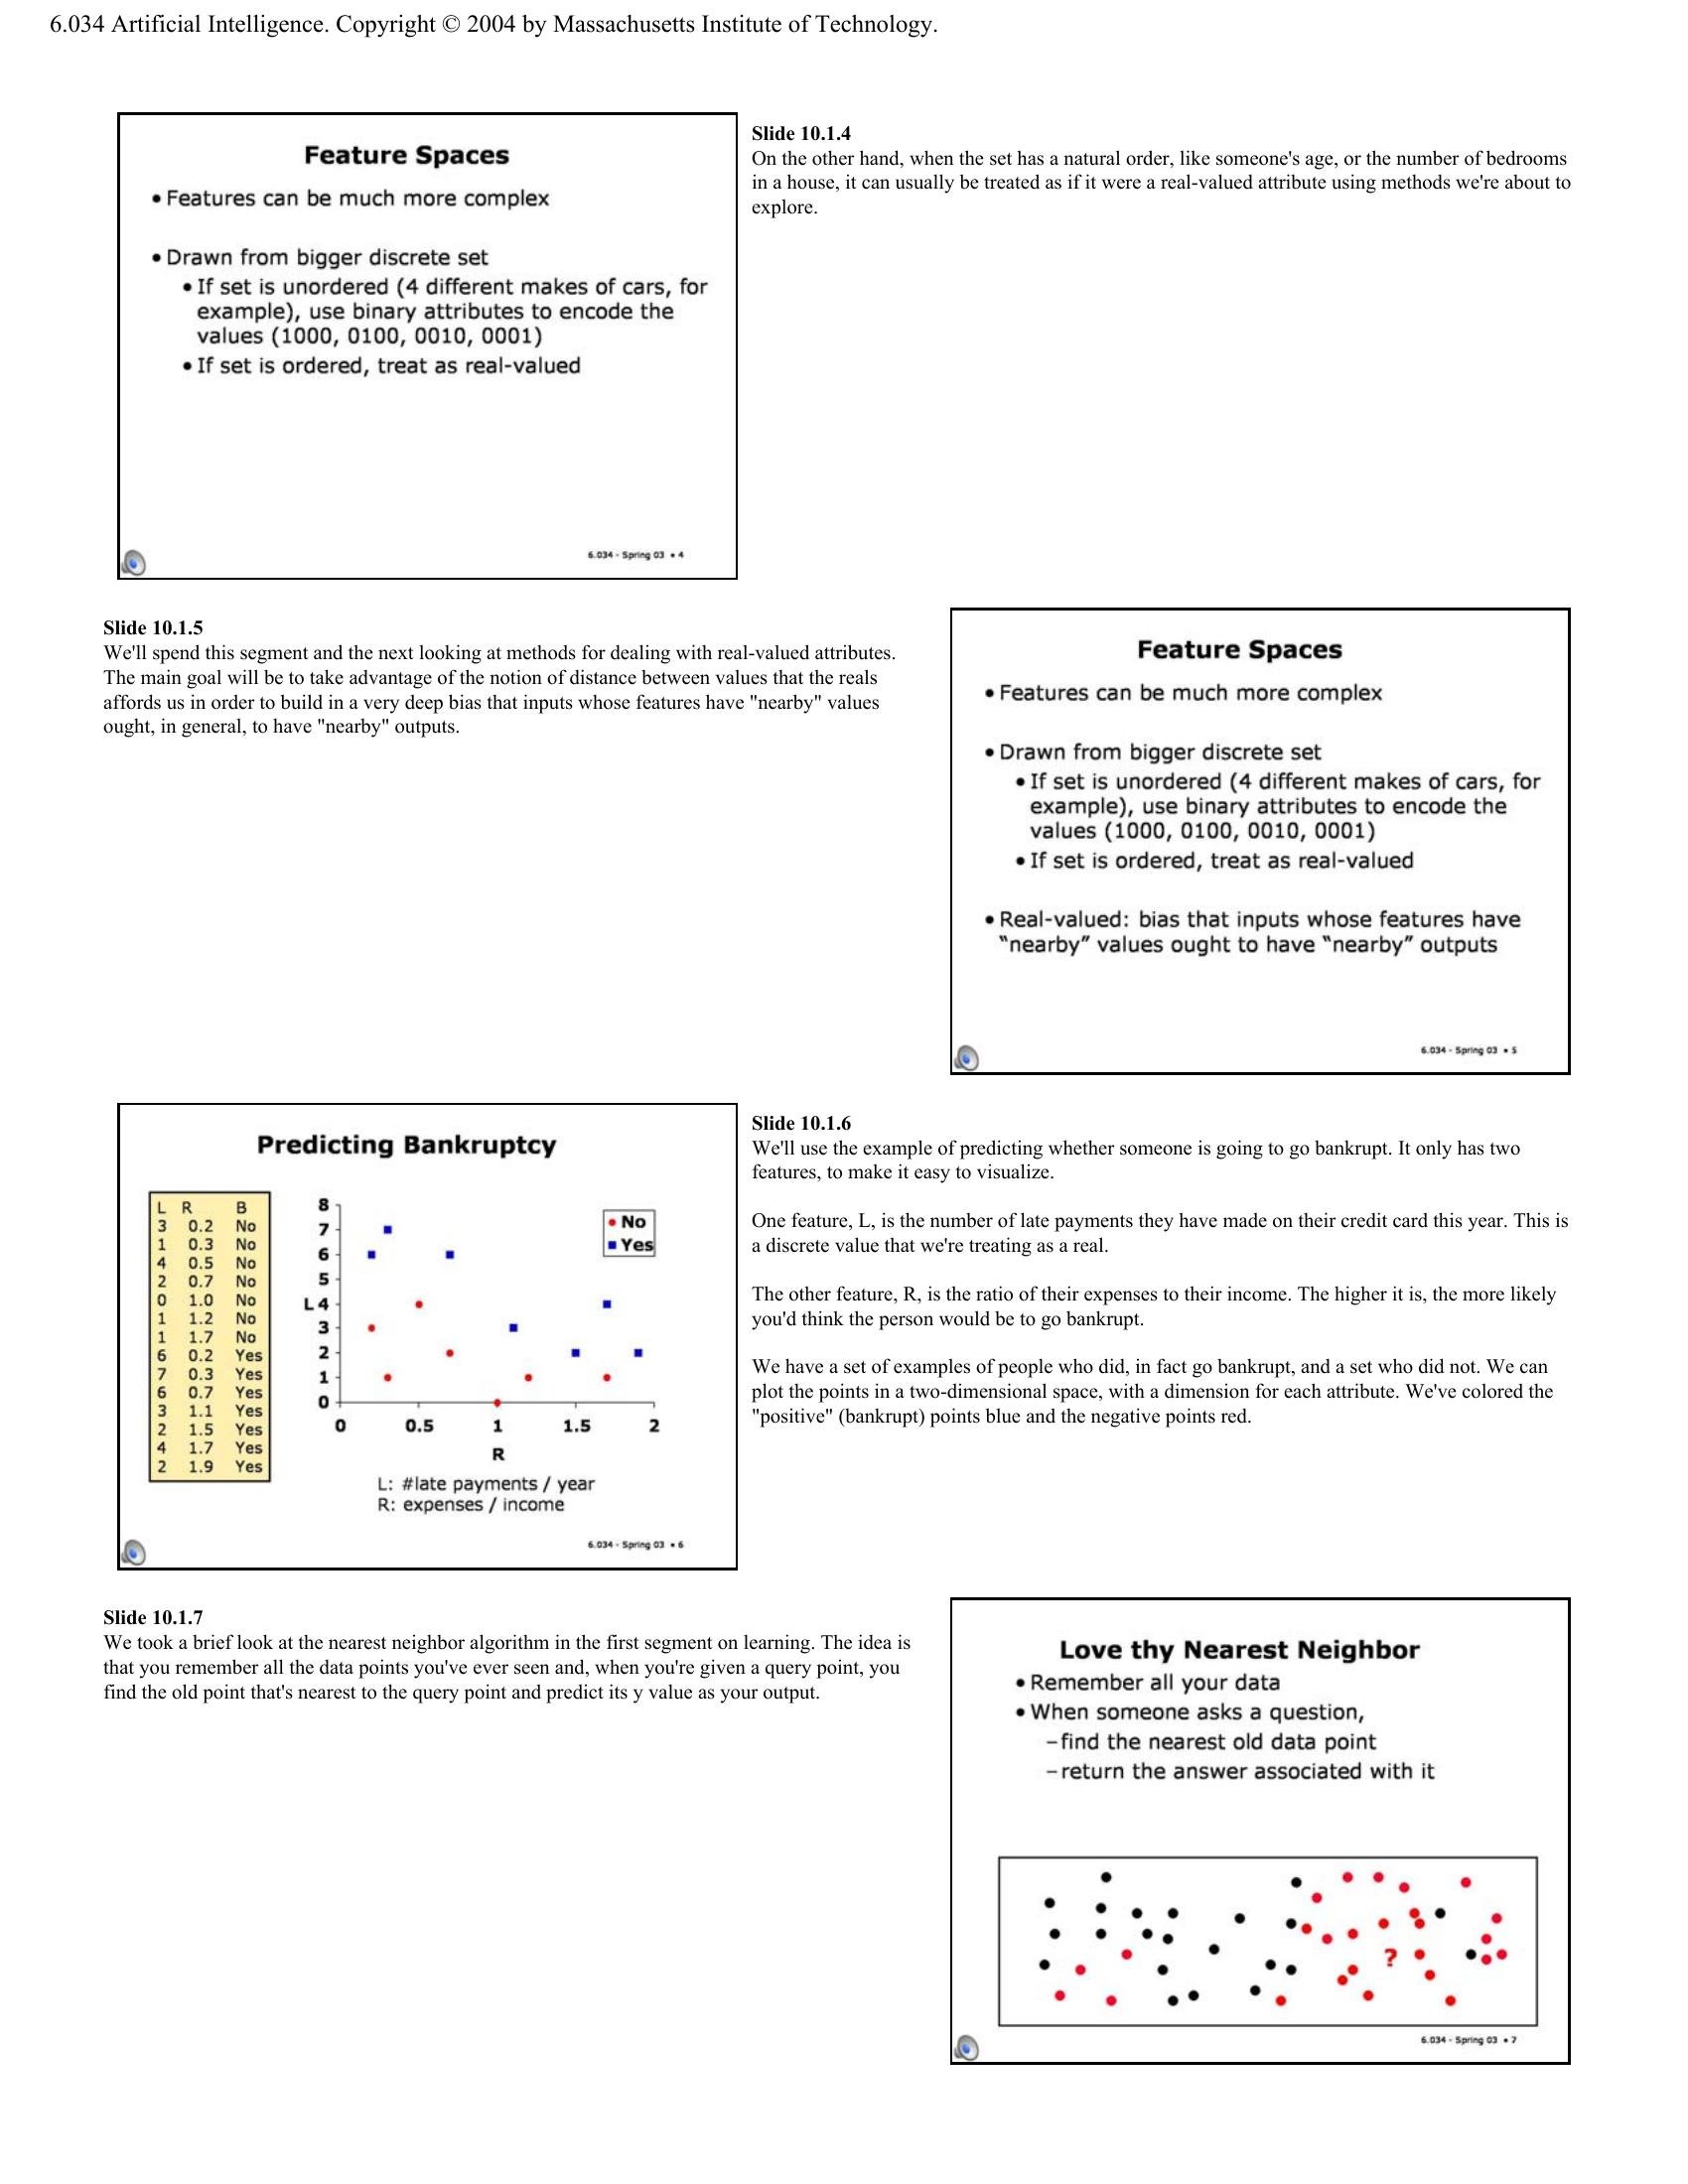 6.034 Artificial Intelligence. Copyright © 2004 by Massachusetts Institute of Technology.
Feature Spaces
• Features can be much more complex
• Drawn from bigger discrete set
• If set is unordered (4 different makes of cars, for
example), use binary attributes to encode the
values (1000, 0100, 0010, 0001)
• If set is ordered, treat as real-valued
6.034 - Spring 03 • 4
Slide 10.1.4
On the other hand, when the set has a natural order, like someone's age, or the number of bedrooms
in a house, it can usually be treated as if it were a real-valued attribute using methods we're about to
explore.
Slide 10.1.5
We'll spend this segment and the next looking at methods for dealing with real-valued attributes.
The main goal will be to take advantage of the notion of distance between values that the reals
affords us in order to build in a very deep bias that inputs whose features have "nearby" values
ought, in general, to have "nearby" outputs.
Feature Spaces
• Features can be much more complex
• Drawn from bigger discrete set
• If set is unordered (4 different makes of cars, for
example), use binary attributes to encode the
values (1000, 0100, 0010, 0001)
• If set is ordered, treat as real-valued
• Real-valued: bias that inputs whose features have
“nearby” values ought to have “nearby” outputs
6.034 - Spring 03 • 5
Predicting Bankruptcy
L R B
3 0.2 No
1 0.3 No
4 0.5 No
2 0.7 No
0 1.0 No
1 1.2 No
1 1.7 No
6 0.2 Yes
7 0.3 Yes
6 0.7 Yes
3 1.1 Yes
2 1.5 Yes
4 1.7 Yes
2 1.9 Yes
8
7
6
5
L 4
3
2
1
0
0 0.5 1 1.5 2
R
No
Yes
L: #late payments / year
R: expenses / income
6.034 - Spring 03 • 6
Slide 10.1.6
We'll use the example of predicting whether someone is going to go bankrupt. It only has two
features, to make it easy to visualize.
One feature, L, is the number of late payments they have made on their credit card this year. This is
a discrete value that we're treating as a real.
The other feature, R, is the ratio of their expenses to their income. The higher it is, the more likely
you'd think the person would be to go bankrupt.
We have a set of examples of people who did, in fact go bankrupt, and a set who did not. We can
plot the points in a two-dimensional space, with a dimension for each attribute. We've colored the
"positive" (bankrupt) points blue and the negative points red.
Slide 10.1.7
We took a brief look at the nearest neighbor algorithm in the first segment on learning. The idea is
that you remember all the data points you've ever seen and, when you're given a query point, you
find the old point that's nearest to the query point and predict its y value as your output.
Love thy Nearest Neighbor
• Remember all your data
• When someone asks a question,
– find the nearest old data point
– return the answer associated with it
?
6.034 - Spring 03 • 7